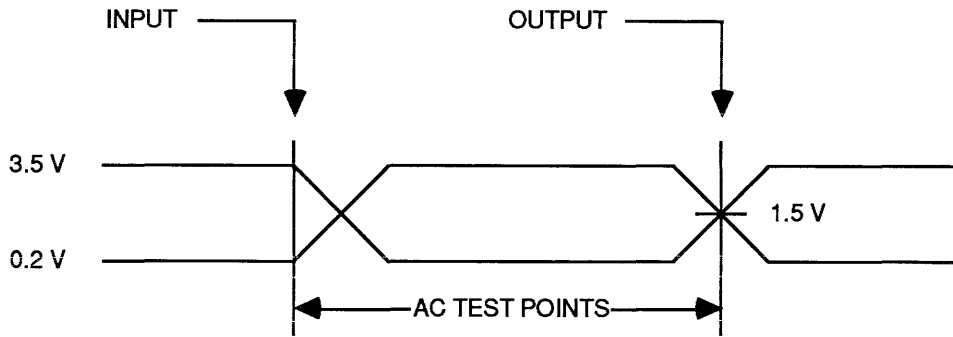 INPUT
OUTPUT
3.5 V
1.5 V
0.2 V
AC TEST POINTS